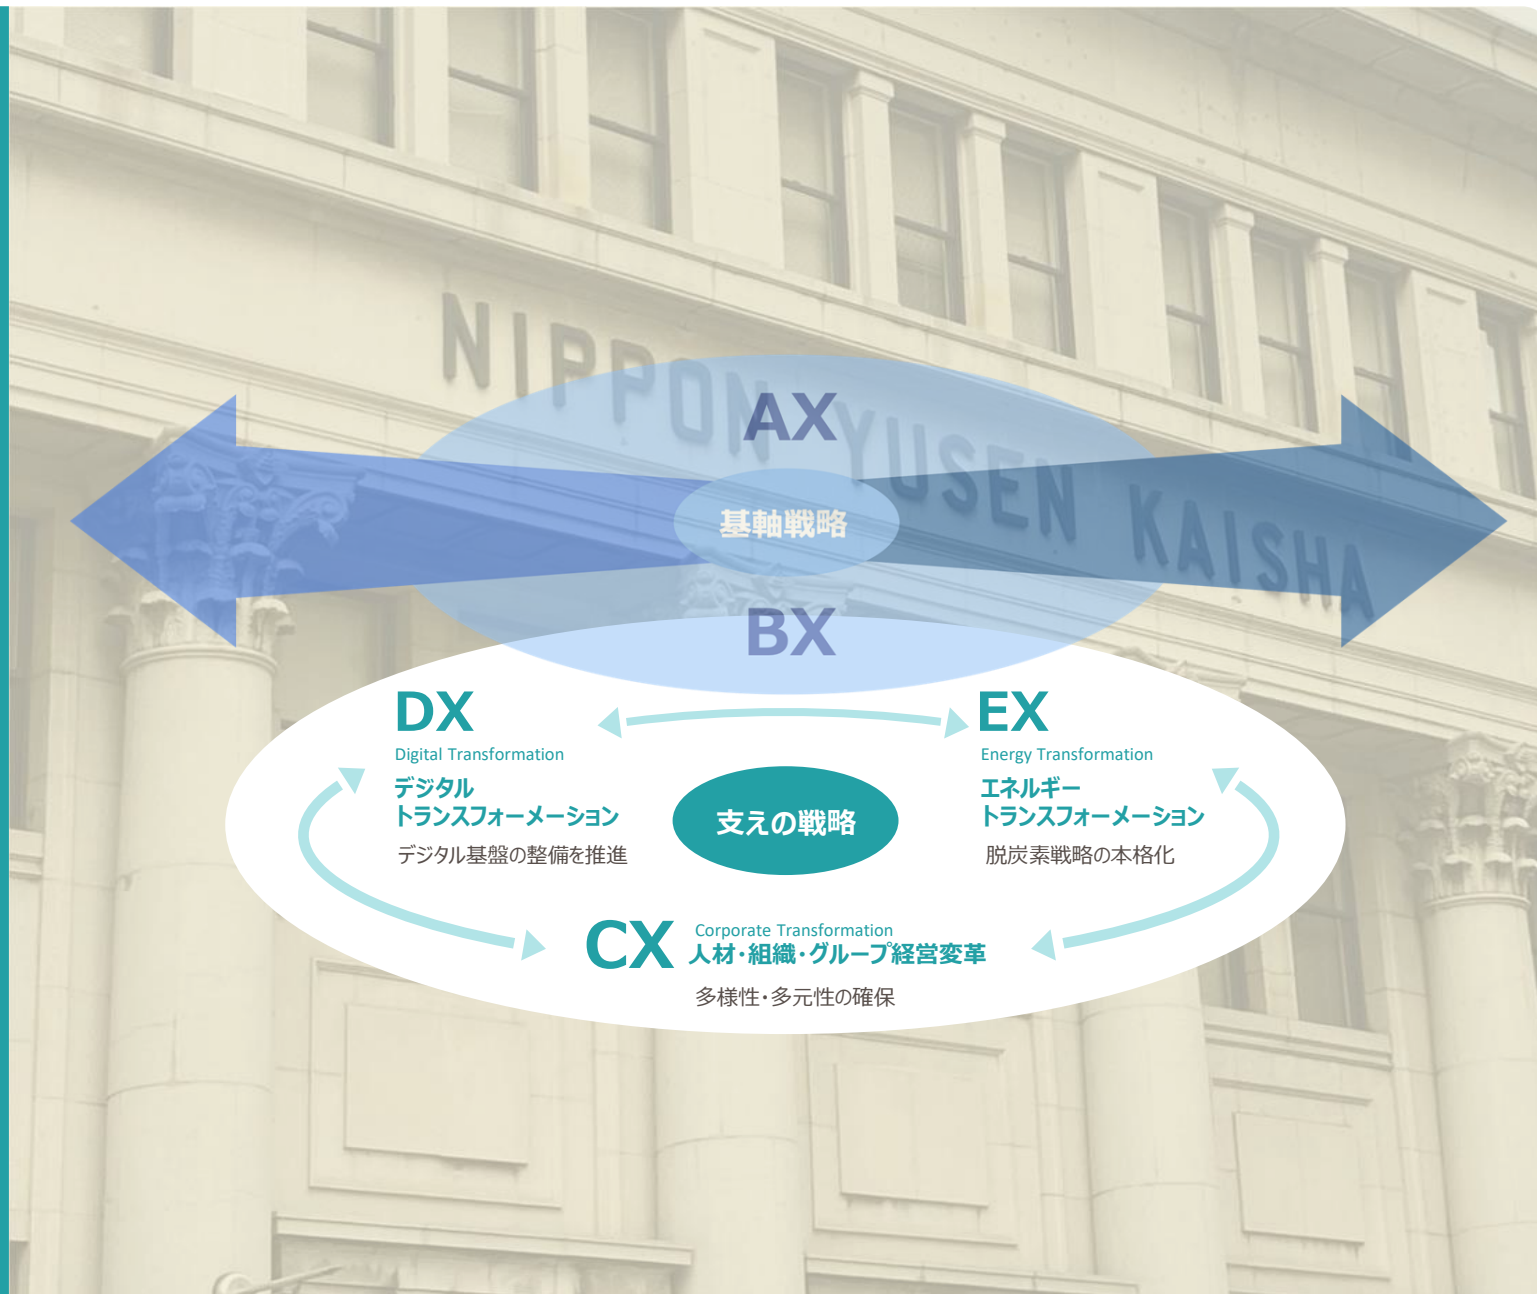 NIPPON YUSEN KAISHA
AX
基軸戦略
BX
DX
Digital Transformation
デジタル
トランスフォーメーション
デジタル基盤の整備を推進
EX
Energy Transformation
エネルギー
トランスフォーメーション
脱炭素戦略の本格化
支えの戦略
CX
Corporate Transformation
人材・組織・グループ経営変革
多様性・多元性の確保